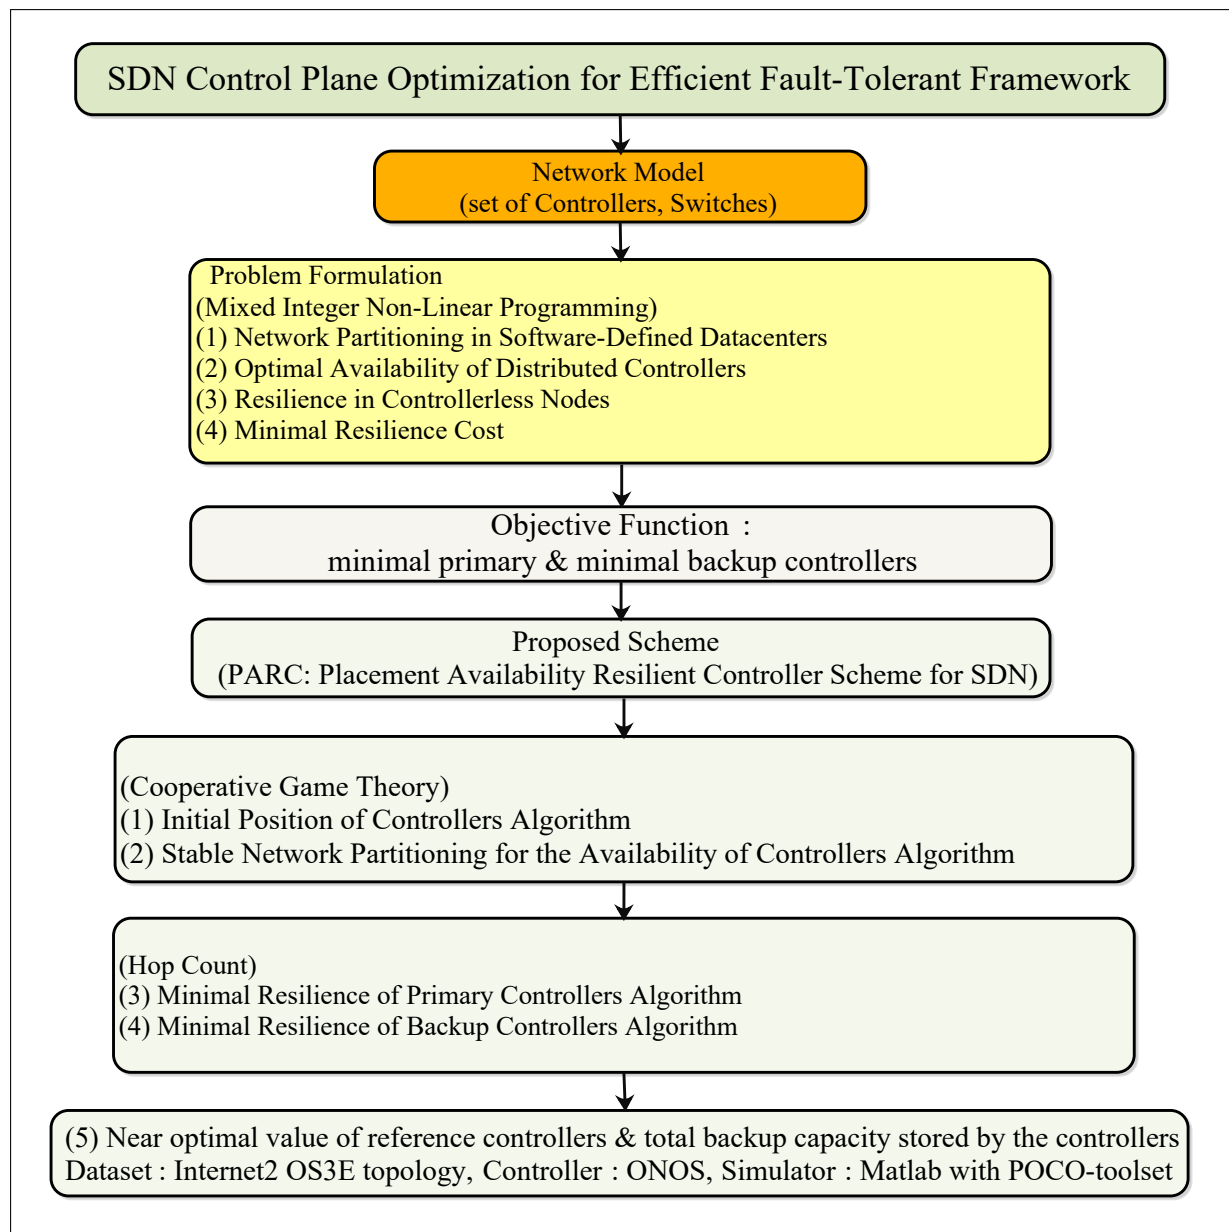 SDN Control Plane Optimization for Efficient Fault-Tolerant Framework
Network Model
(set of Controllers, Switches)
Problem Formulation
(Mixed Integer Non-Linear Programming)
(1) Network Partitioning in Software-Defined Datacenters
(2) Optimal Availability of Distributed Controllers
(3) Resilience in Controllerless Nodes
(4) Minimal Resilience Cost
Objective Function :
minimal primary & minimal backup controllers
Proposed Scheme
(PARC: Placement Availability Resilient Controller Scheme for SDN)
(Cooperative Game Theory)
(1) Initial Position of Controllers Algorithm
(2) Stable Network Partitioning for the Availability of Controllers Algorithm
(Hop Count)
(3) Minimal Resilience of Primary Controllers Algorithm
(4) Minimal Resilience of Backup Controllers Algorithm
(5) Near optimal value of reference controllers & total backup capacity stored by the controllers
Dataset : Internet2 OS3E topology, Controller : ONOS, Simulator : Matlab with POCO-toolset